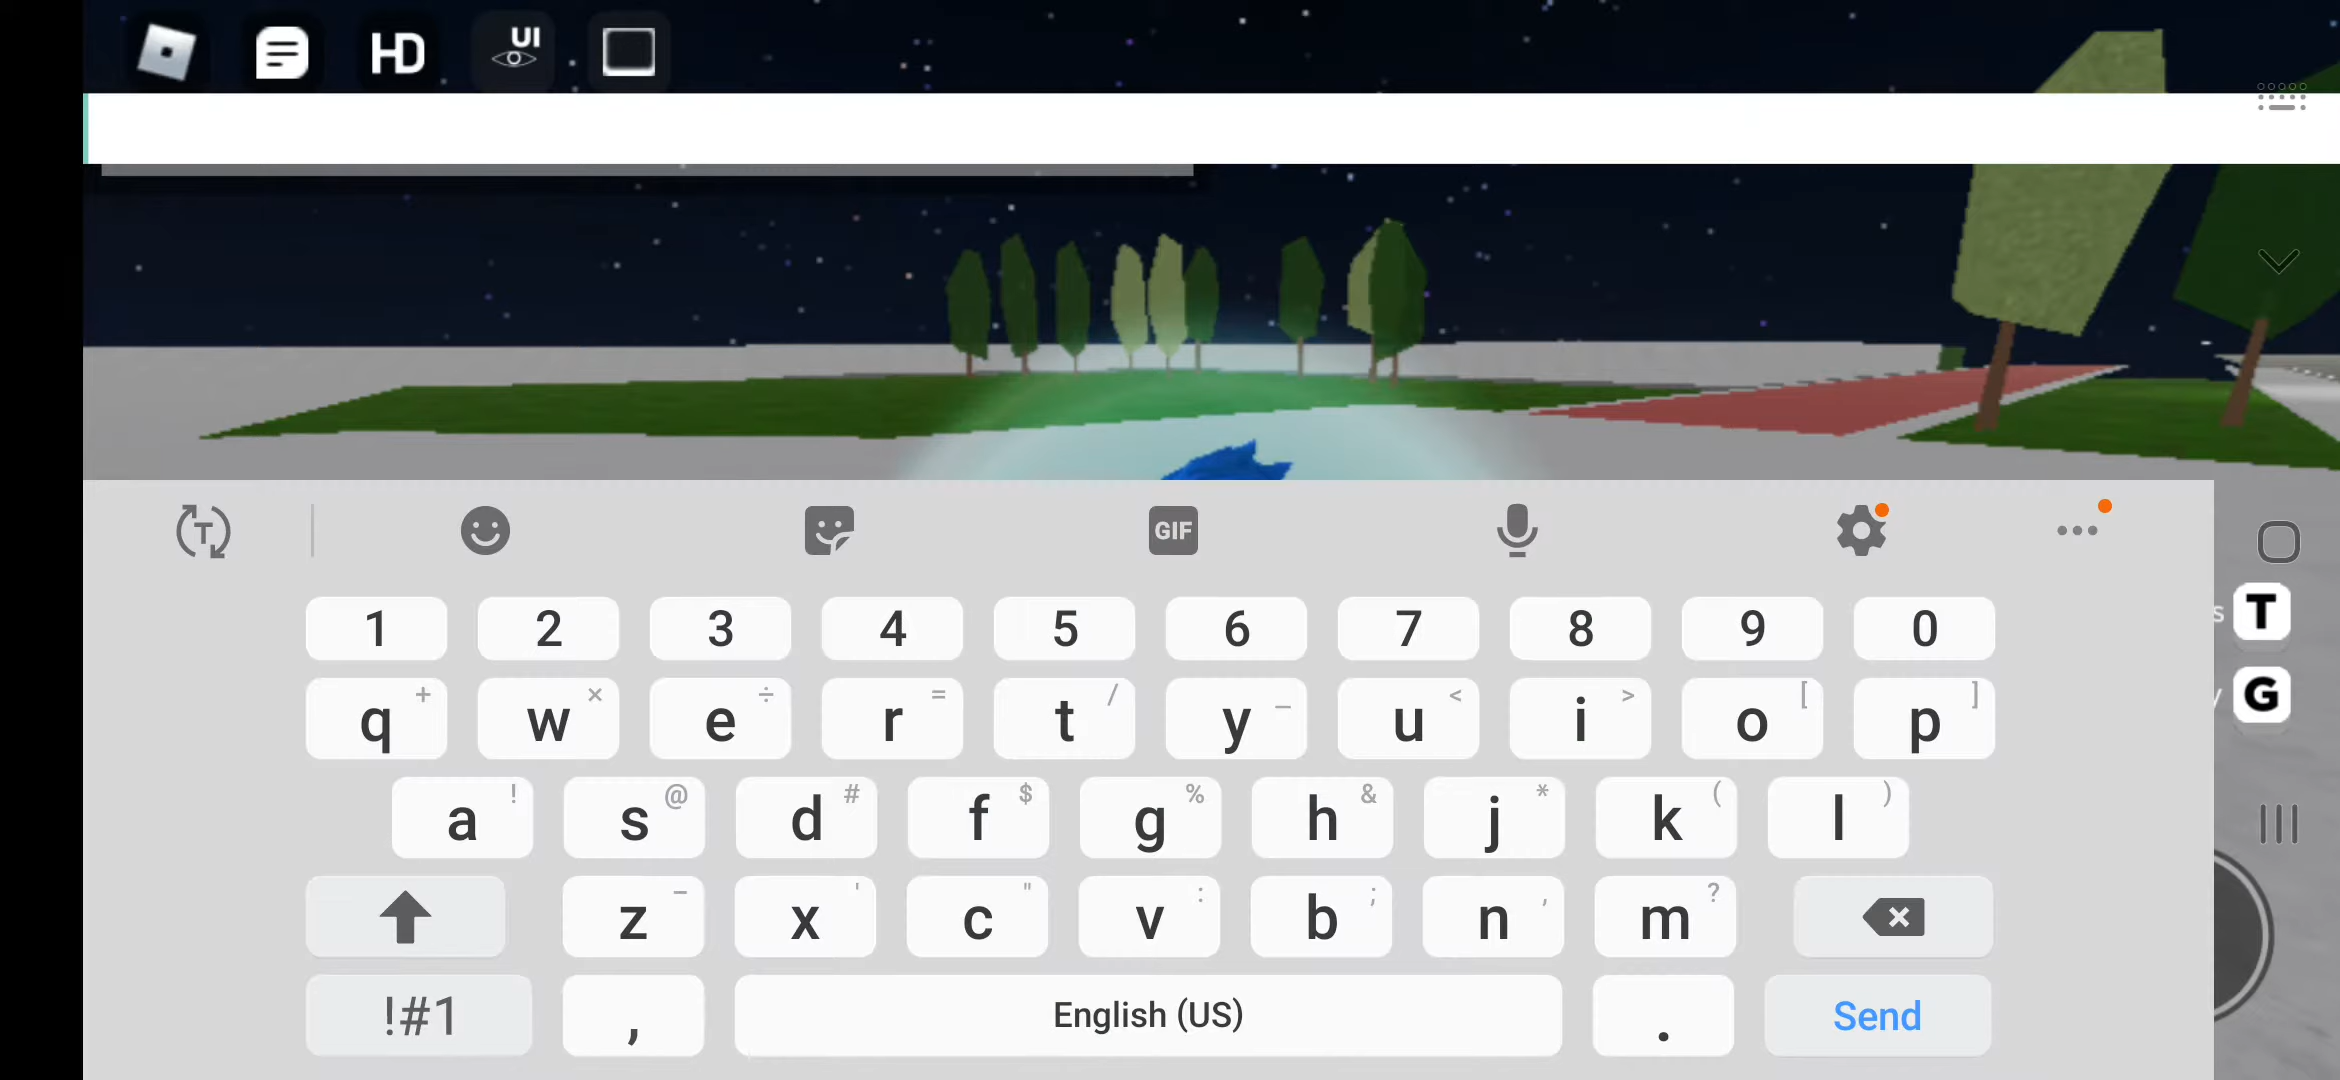 HD UI
GIF
1 2 3 4 5 6 7 8 9 0
s T
q + w × e ÷ r = t / y _ u < i > o [ p ]
G
a ! s @ d # f $ g % h & j * k ( l )
z - x ' c " v : b ; n , m ?
!#1 , English (US) . Send